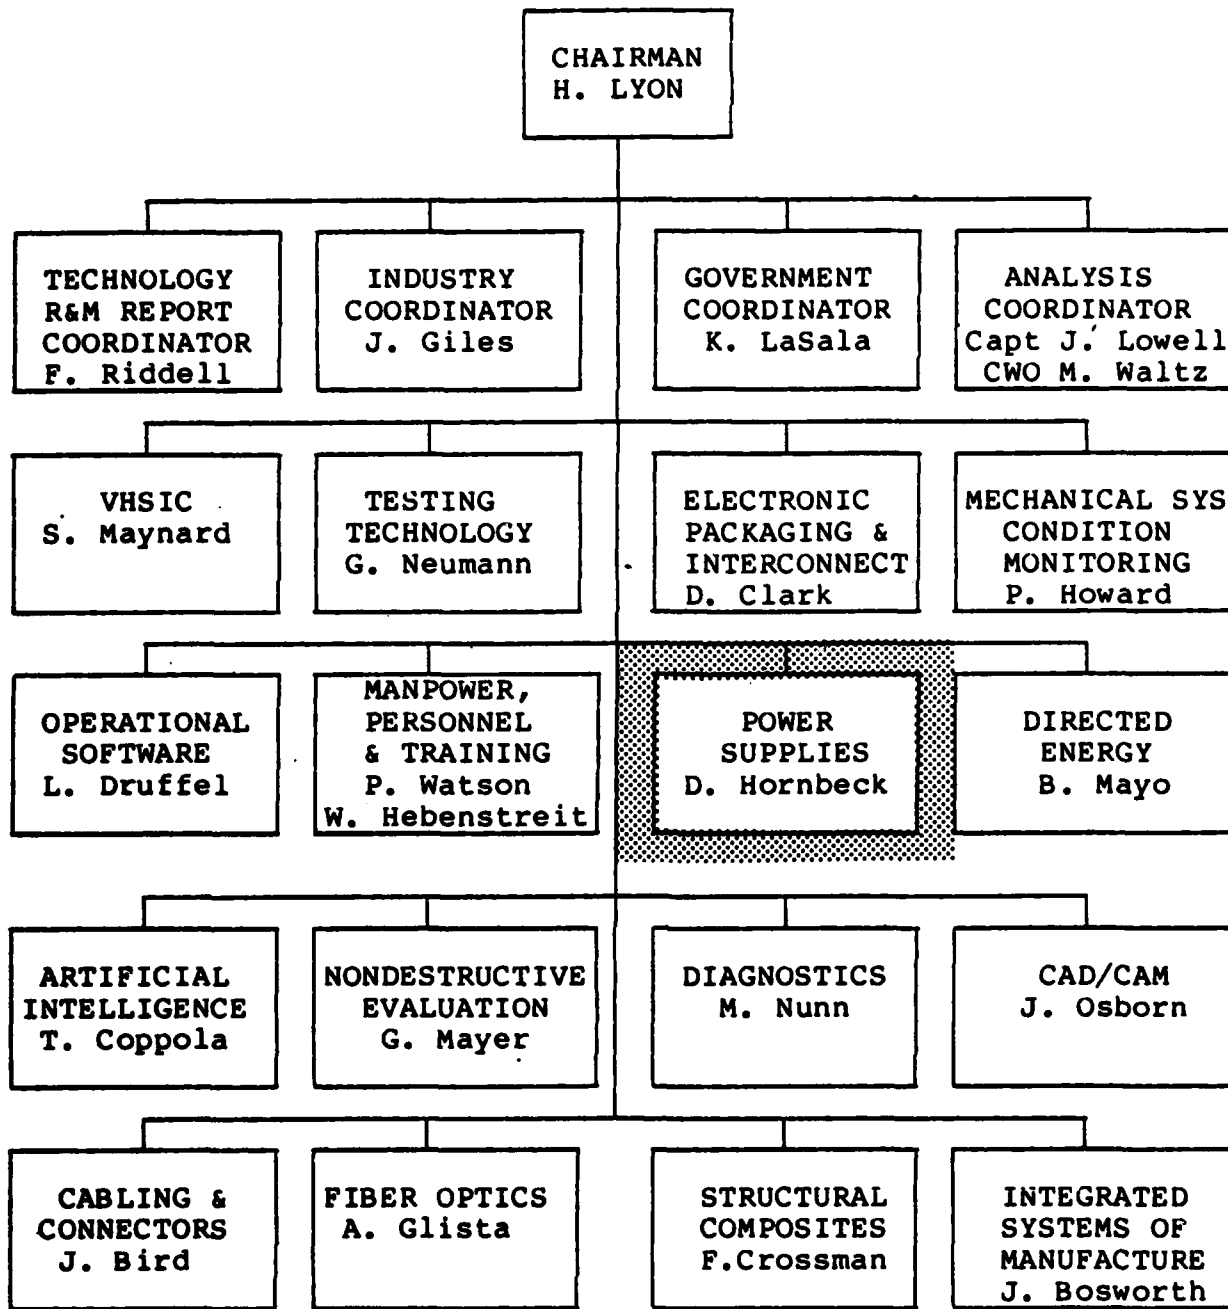 CHAIRMAN
H. LYON
TECHNOLOGY
R&M REPORT
COORDINATOR
F. Riddell
INDUSTRY
COORDINATOR
J. Giles
GOVERNMENT
COORDINATOR
K. LaSala
ANALYSIS
COORDINATOR
Capt J. Lowell
CWO M. Waltz
VHSIC
S. Maynard
TESTING
TECHNOLOGY
G. Neumann
ELECTRONIC
PACKAGING &
INTERCONNECT
D. Clark
MECHANICAL SYS
CONDITION
MONITORING
P. Howard
OPERATIONAL
SOFTWARE
L. Druffel
MANPOWER,
PERSONNEL
& TRAINING
P. Watson
W. Hebenstreit
POWER
SUPPLIES
D. Hornbeck
DIRECTED
ENERGY
B. Mayo
ARTIFICIAL
INTELLIGENCE
T. Coppola
NONDESTRUCTIVE
EVALUATION
G. Mayer
DIAGNOSTICS
M. Nunn
CAD/CAM
J. Osborn
CABLING &
CONNECTORS
J. Bird
FIBER OPTICS
A. Glista
STRUCTURAL
COMPOSITES
F.Crossman
INTEGRATED
SYSTEMS OF
MANUFACTURE
J. Bosworth